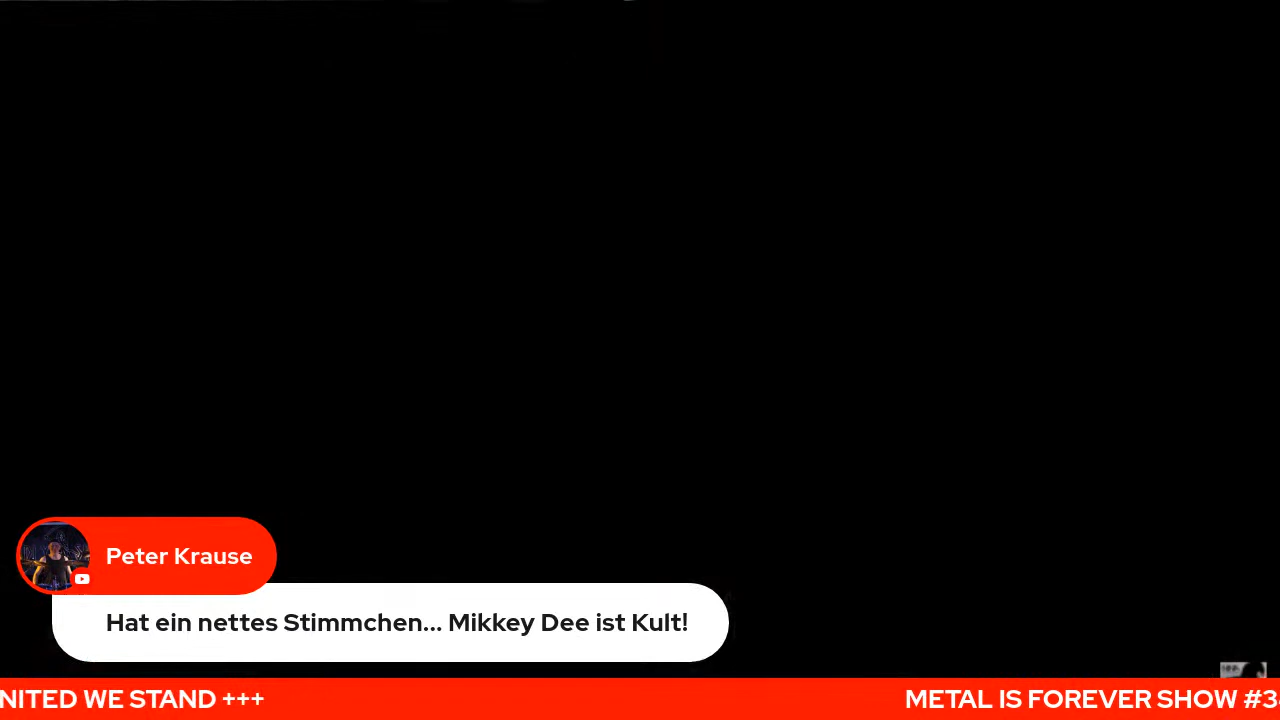 Peter Krause
Hat ein nettes Stimmchen... Mikkey Dee ist Kult!
NITED WE STAND +++ METAL IS FOREVER SHOW #3